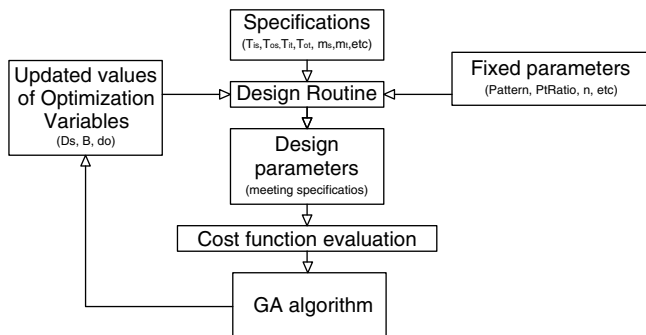 Specifications
(Tis,Tos,Tit,Tot, ms,mt,etc)
Updated values
of Optimization
Variables
(Ds, B, do)
Design Routine
Fixed parameters
(Pattern, PtRatio, n, etc)
Design
parameters
(meeting specificatios)
Cost function evaluation
GA algorithm